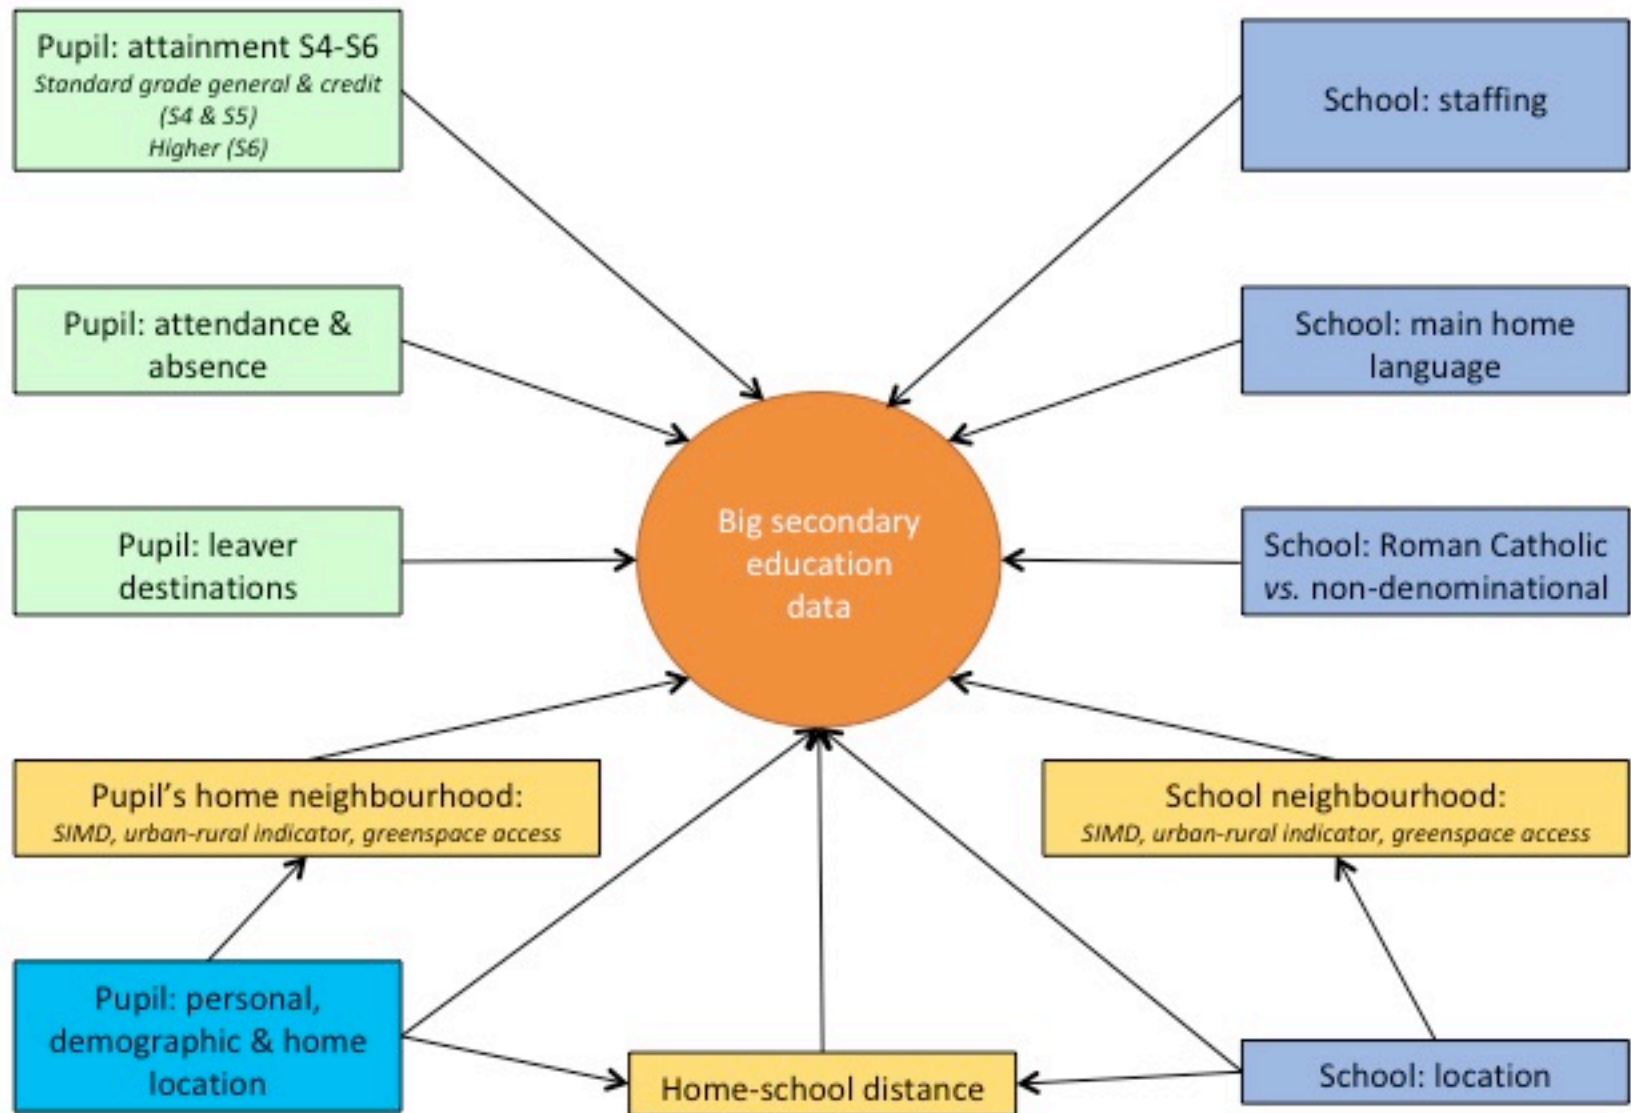 Pupil: attainment S4-S6
Standard grade general & credit
(S4 & S5)
Higher (S6)
School: staffing
Pupil: attendance &
absence
School: main home
language
Pupil: leaver
destinations
Big secondary
education
data
School: Roman Catholic
vs. non-denominational
Pupil’s home neighbourhood:
SIMD, urban-rural indicator, greenspace access
School neighbourhood:
SIMD, urban-rural indicator, greenspace access
Pupil: personal,
demographic & home
location
Home-school distance
School: location